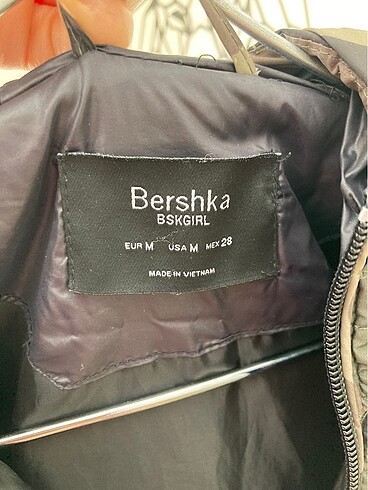 Bershka
BSKGIRL
EUR M USA M MEX 28
MADE IN VIETNAM